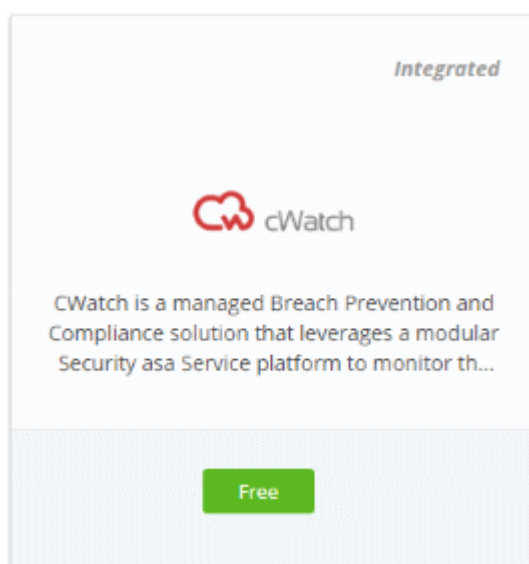 Integrated
cWatch
CWatch is a managed Breach Prevention and
Compliance solution that leverages a modular
Security asa Service platform to monitor th...
Free